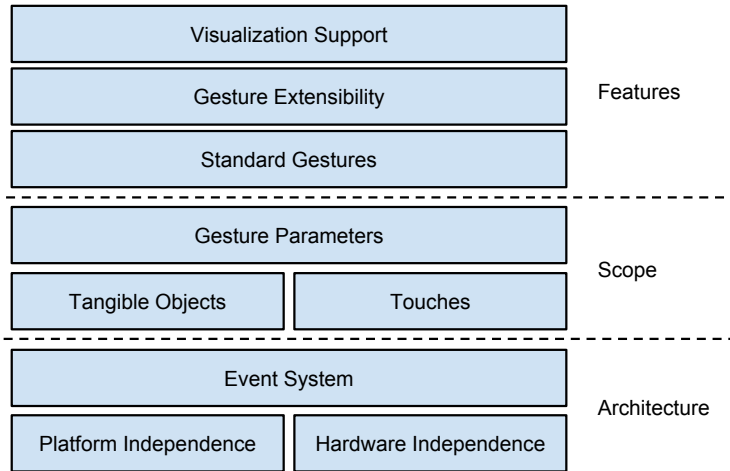 Visualization Support
Gesture Extensibility
Features
Standard Gestures
Gesture Parameters
Scope
Tangible Objects
Touches
Event System
Architecture
Platform Independence
Hardware Independence